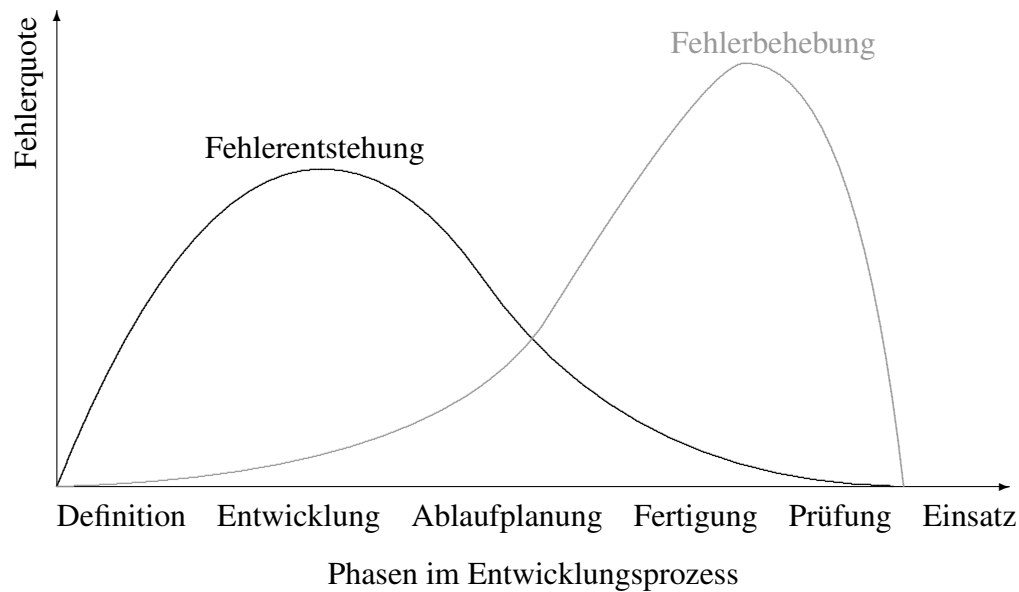 Fehlerquote
Fehlerbehebung
Fehlerentstehung
Definition Entwicklung Ablaufplanung Fertigung Prüfung Einsatz
Phasen im Entwicklungsprozess